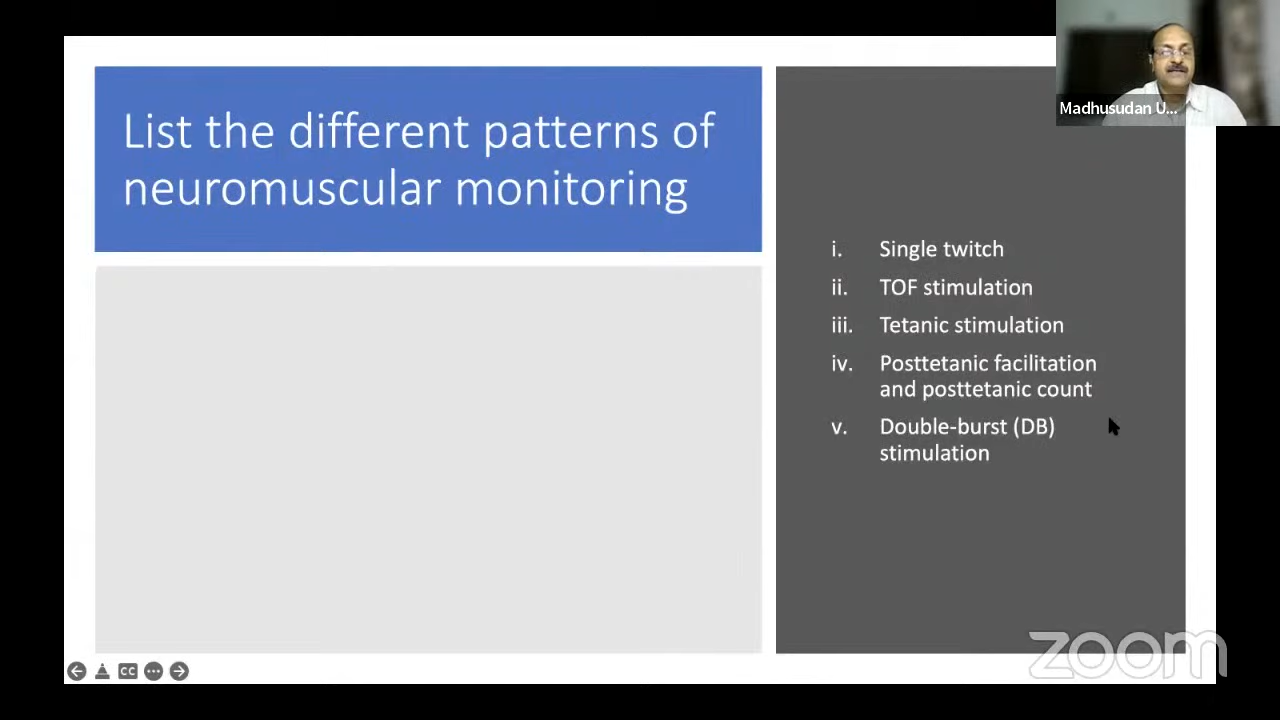 List the different patterns of
neuromuscular monitoring
Madhusudan U...
i. Single twitch
ii. TOF stimulation
iii. Tetanic stimulation
iv. Posttetanic facilitation
and posttetanic count
v. Double-burst (DB)
stimulation
CC
zoom